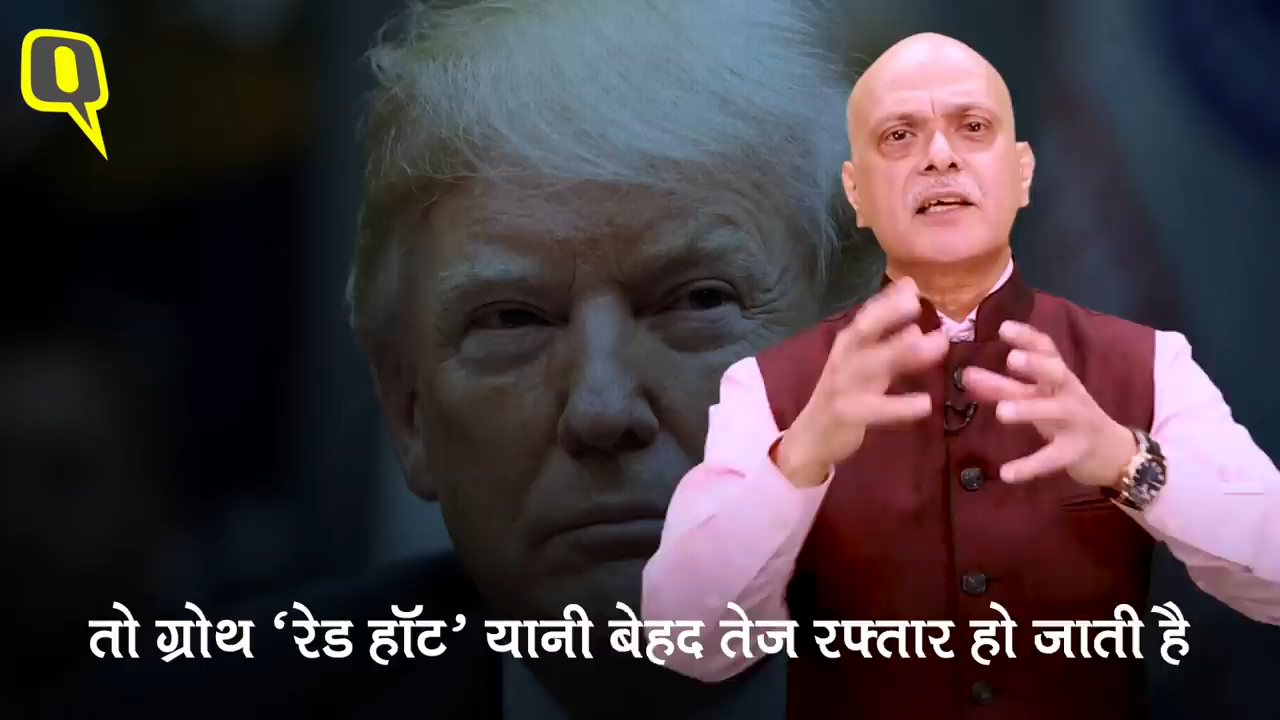 तो ग्रोथ ‘रेड हॉट’ यानी बेहद तेज रफ्तार हो जाती है